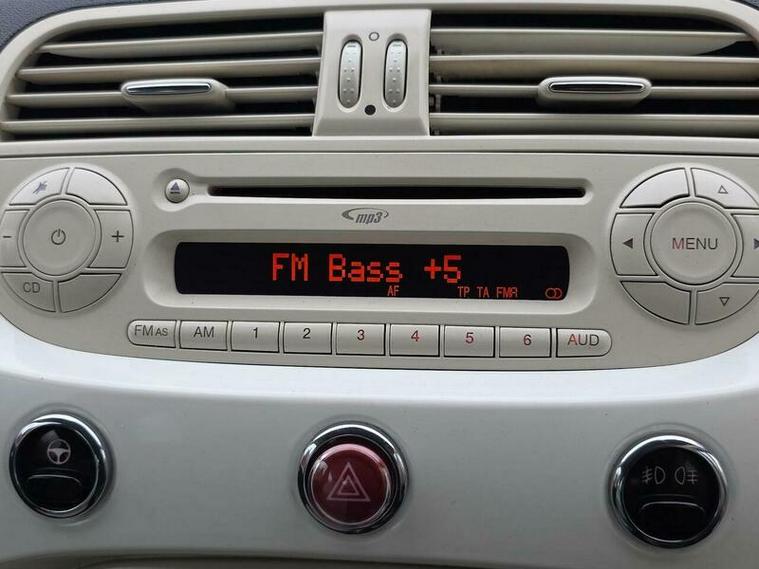 mp3
FM Bass +5
AF TP TA FMA
- +
CD
MENU
FM AS AM 1 2 3 4 5 6 AUD